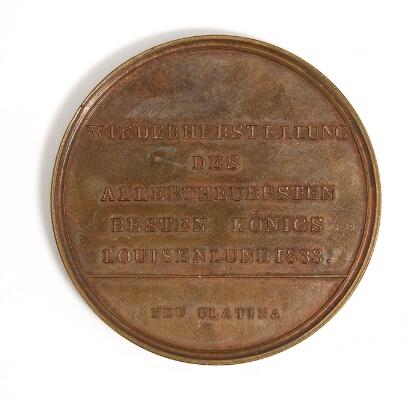 WIEDERHERSTELLUNG
DES
ALLERTHEUERSTEN
BESTEN KÖNIGS
LOUISENLUND 1833.
NEU PLATINA